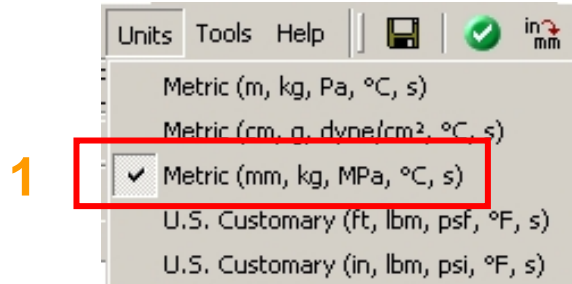 Units Tools Help in mm
Metric (m, kg, Pa, °C, s)
Metric (cm, g, dyne/cm², °C, s)
1 Metric (mm, kg, MPa, °C, s)
U.S. Customary (ft, lbm, psf, °F, s)
U.S. Customary (in, lbm, psi, °F, s)